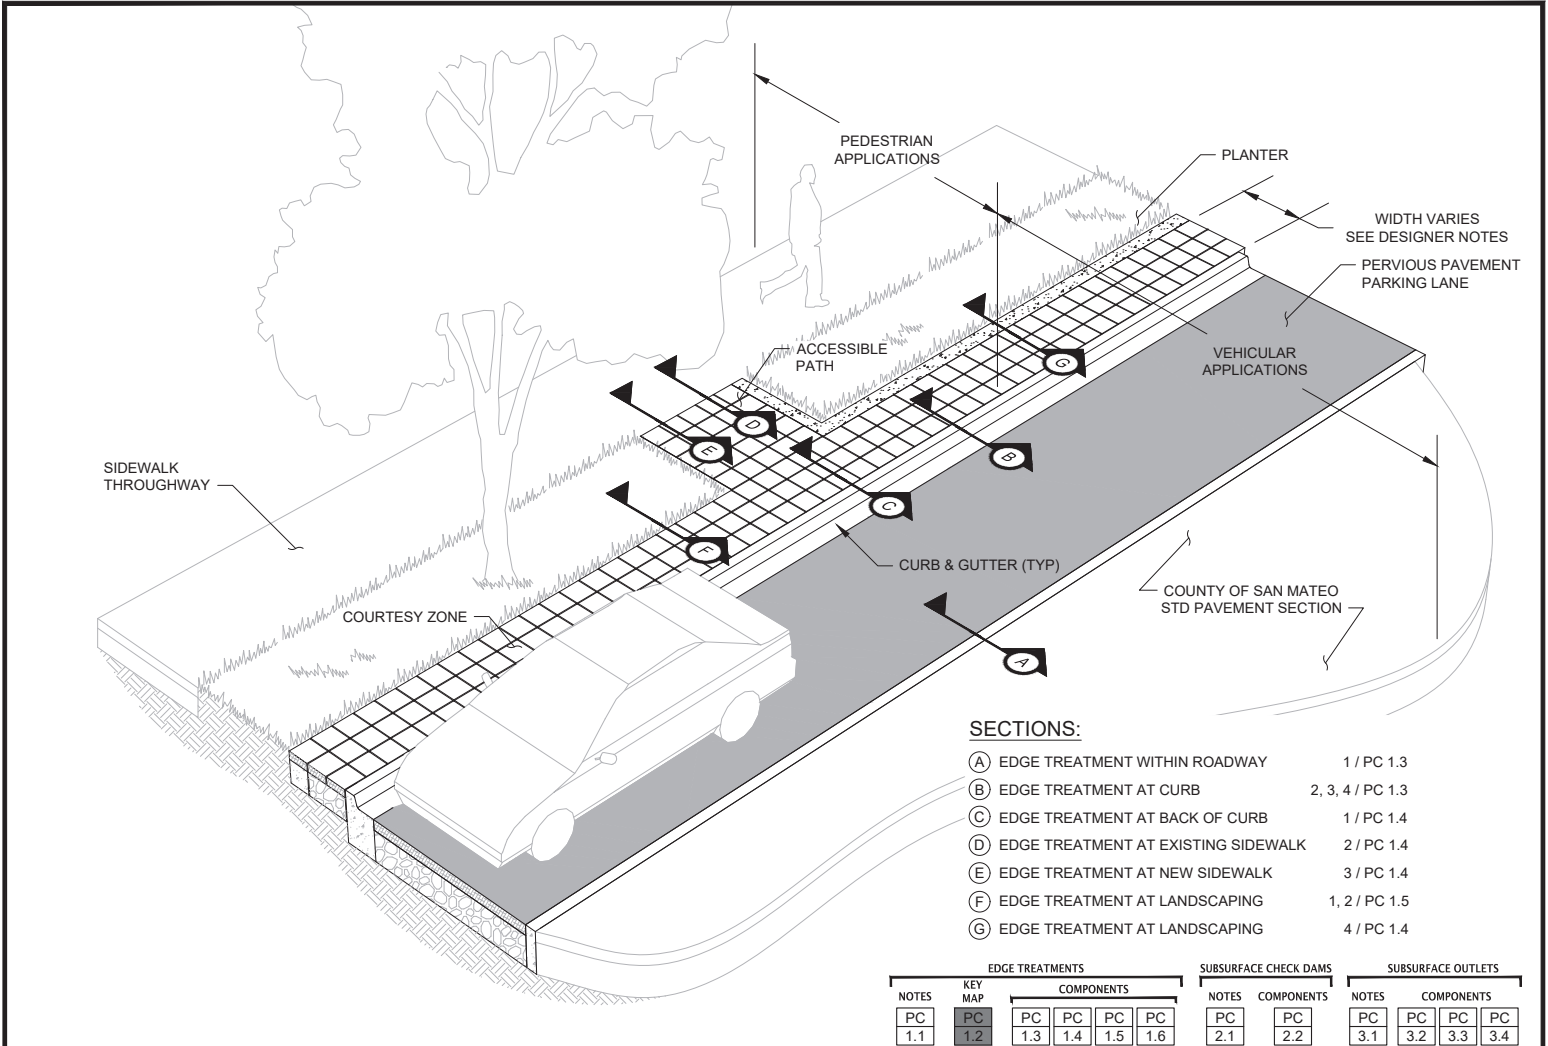 PEDESTRIAN
APPLICATIONS
PLANTER
WIDTH VARIES
SEE DESIGNER NOTES
PERVIOUS PAVEMENT
PARKING LANE
ACCESSIBLE
PATH
VEHICULAR
APPLICATIONS
G
D
E
B
C
F
A
SIDEWALK
THROUGHWAY
CURB & GUTTER (TYP)
COUNTY OF SAN MATEO
STD PAVEMENT SECTION
COURTESY ZONE
SECTIONS:
A EDGE TREATMENT WITHIN ROADWAY 1 / PC 1.3
B EDGE TREATMENT AT CURB 2, 3, 4 / PC 1.3
C EDGE TREATMENT AT BACK OF CURB 1 / PC 1.4
D EDGE TREATMENT AT EXISTING SIDEWALK 2 / PC 1.4
E EDGE TREATMENT AT NEW SIDEWALK 3 / PC 1.4
F EDGE TREATMENT AT LANDSCAPING 1, 2 / PC 1.5
G EDGE TREATMENT AT LANDSCAPING 4 / PC 1.4
EDGE TREATMENTS SUBSURFACE CHECK DAMS SUBSURFACE OUTLETS
NOTES KEY MAP COMPONENTS NOTES COMPONENTS NOTES COMPONENTS
PC PC PC PC PC PC PC PC PC PC PC PC
1.1 1.2 1.3 1.4 1.5 1.6 2.1 2.2 3.1 3.2 3.3 3.4